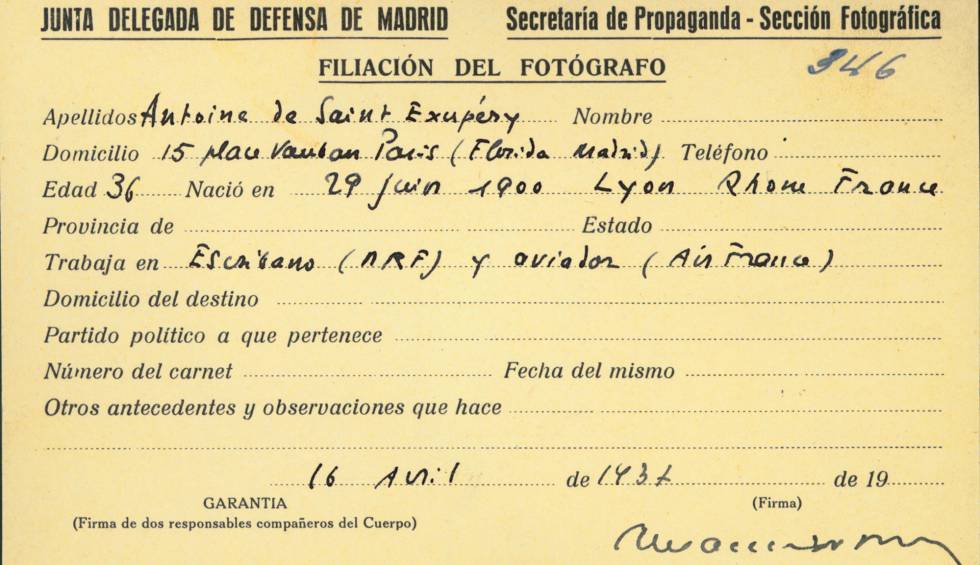 JUNTA DELEGADA DE DEFENSA DE MADRID Secretaría de Propaganda - Sección Fotográfica
FILIACIÓN DEL FOTÓGRAFO 346
Apellidos Antoine de Saint Exupéry Nombre
Domicilio 15 place Vauban Paris (Florida Madrid) Teléfono
Edad 36 Nació en 29 juin 1900 Lyon Rhone France
Provincia de Estado
Trabaja en Escribano (NRF) y aviador (Air France)
Domicilio del destino
Partido político a que pertenece
Número del carnet Fecha del mismo
Otros antecedentes y observaciones que hace
16 Avril de 1937 de 19
GARANTIA (Firma)
(Firma de dos responsables compañeros del Cuerpo)